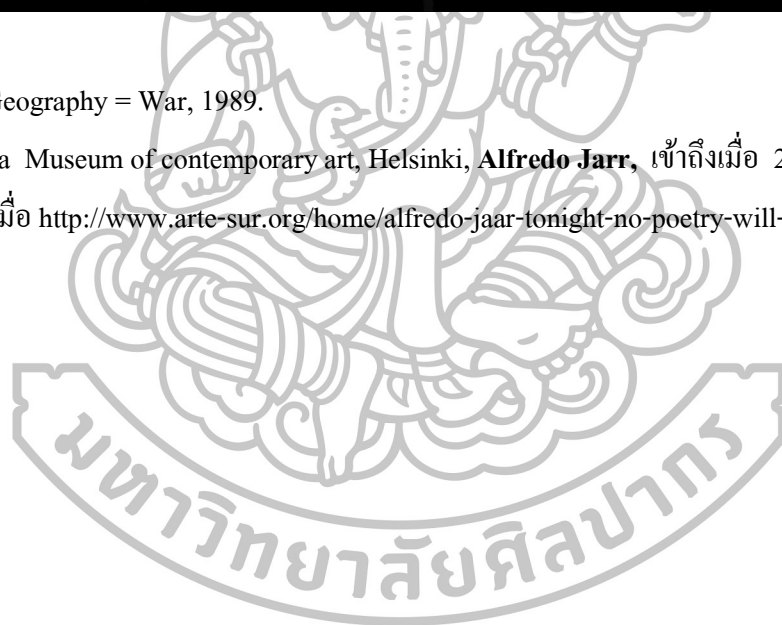 Geography = War, 1989.
a Museum of contemporary art, Helsinki, Alfredo Jarr, เข้าถึงเมื่อ 2
มื่อ http://www.arte-sur.org/home/alfredo-jaar-tonight-no-poetry-will-
มหาวิทยาลัยศิลปากร